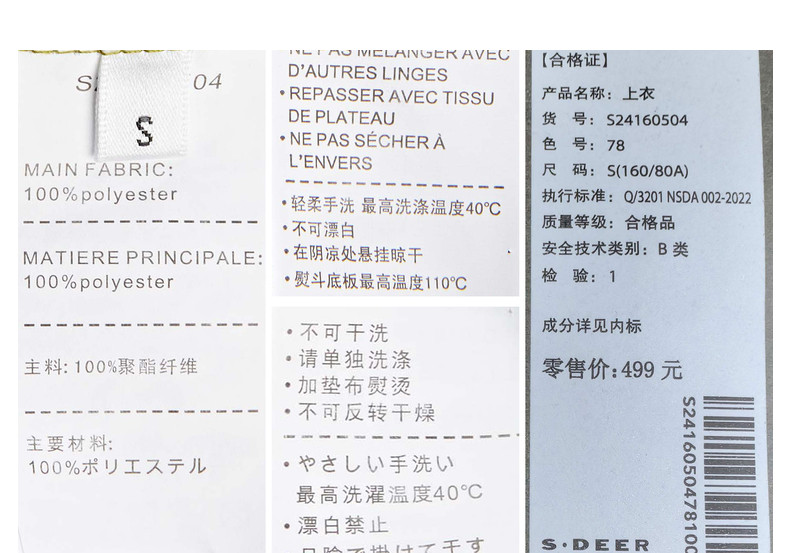 04
S
MAIN FABRIC:
100%polyester
MATIERE PRINCIPALE:
100%polyester
主料: 100%聚酯纤维
主要材料:
100%ポリエステル
NE PAS MÉLANGER AVEC
D'AUTRES LINGES
•REPASSER AVEC TISSU
DE PLATEAU
•NE PAS SÉCHER À
L'ENVERS
•轻柔手洗 最高洗涤温度40℃
•不可漂白
•在阴凉处悬挂晾干
•熨斗底板最高温度110℃
•不可干洗
•请单独洗涤
•加垫布熨烫
•不可反转干燥
•やさしい手洗い
最高洗濯温度40℃
•漂白禁止
【合格证】
产品名称: 上衣
货 号: S24160504
色 号: 78
尺 码: S(160/80A)
执行标准: Q/3201 NSDA 002-2022
质量等级: 合格品
安全技术类别: B 类
检 验: 1
成分详见内标
零售价:499 元
S2416050478100
S·DEER